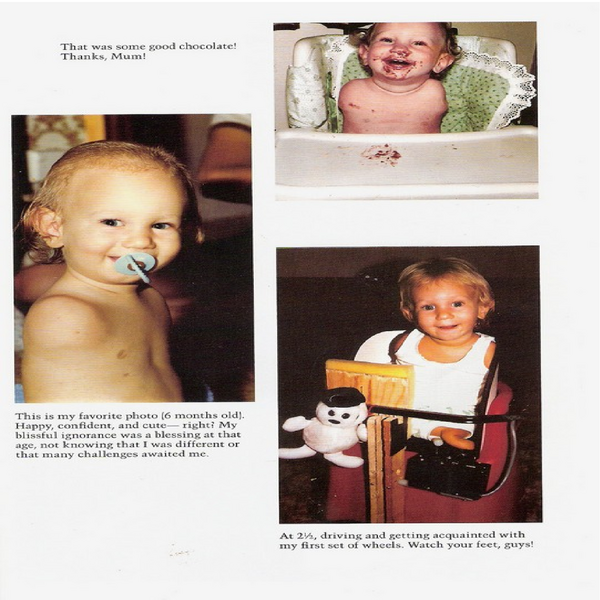 That was some good chocolate!
Thanks, Mum!
This is my favorite photo (6 months old).
Happy, confident, and cute— right? My
blissful ignorance was a blessing at that
age, not knowing that I was different or
that many challenges awaited me.
At 2½, driving and getting acquainted with
my first set of wheels. Watch your feet, guys!